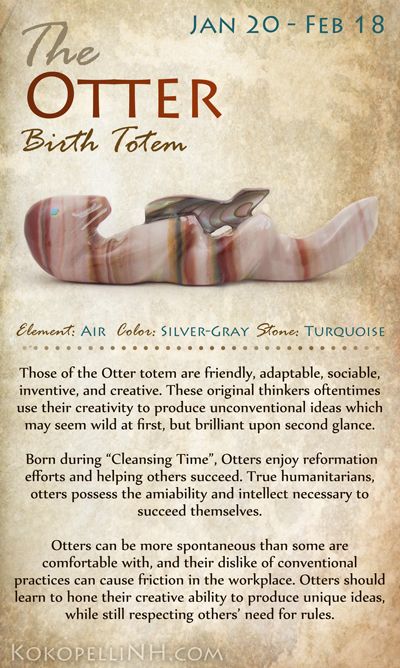 Jan 20 - Feb 18
The
Otter
Birth Totem
Element: Air Color: Silver-Gray Stone: Turquoise
Those of the Otter totem are friendly, adaptable, sociable,
inventive, and creative. These original thinkers oftentimes
use their creativity to produce unconventional ideas which
may seem wild at first, but brilliant upon second glance.
Born during “Cleansing Time”, Otters enjoy reformation
efforts and helping others succeed. True humanitarians,
otters possess the amiability and intellect necessary to
succeed themselves.
Otters can be more spontaneous than some are
comfortable with, and their dislike of conventional
practices can cause friction in the workplace. Otters should
learn to hone their creative ability to produce unique ideas,
while still respecting others’ need for rules.
KokopelliNH.com